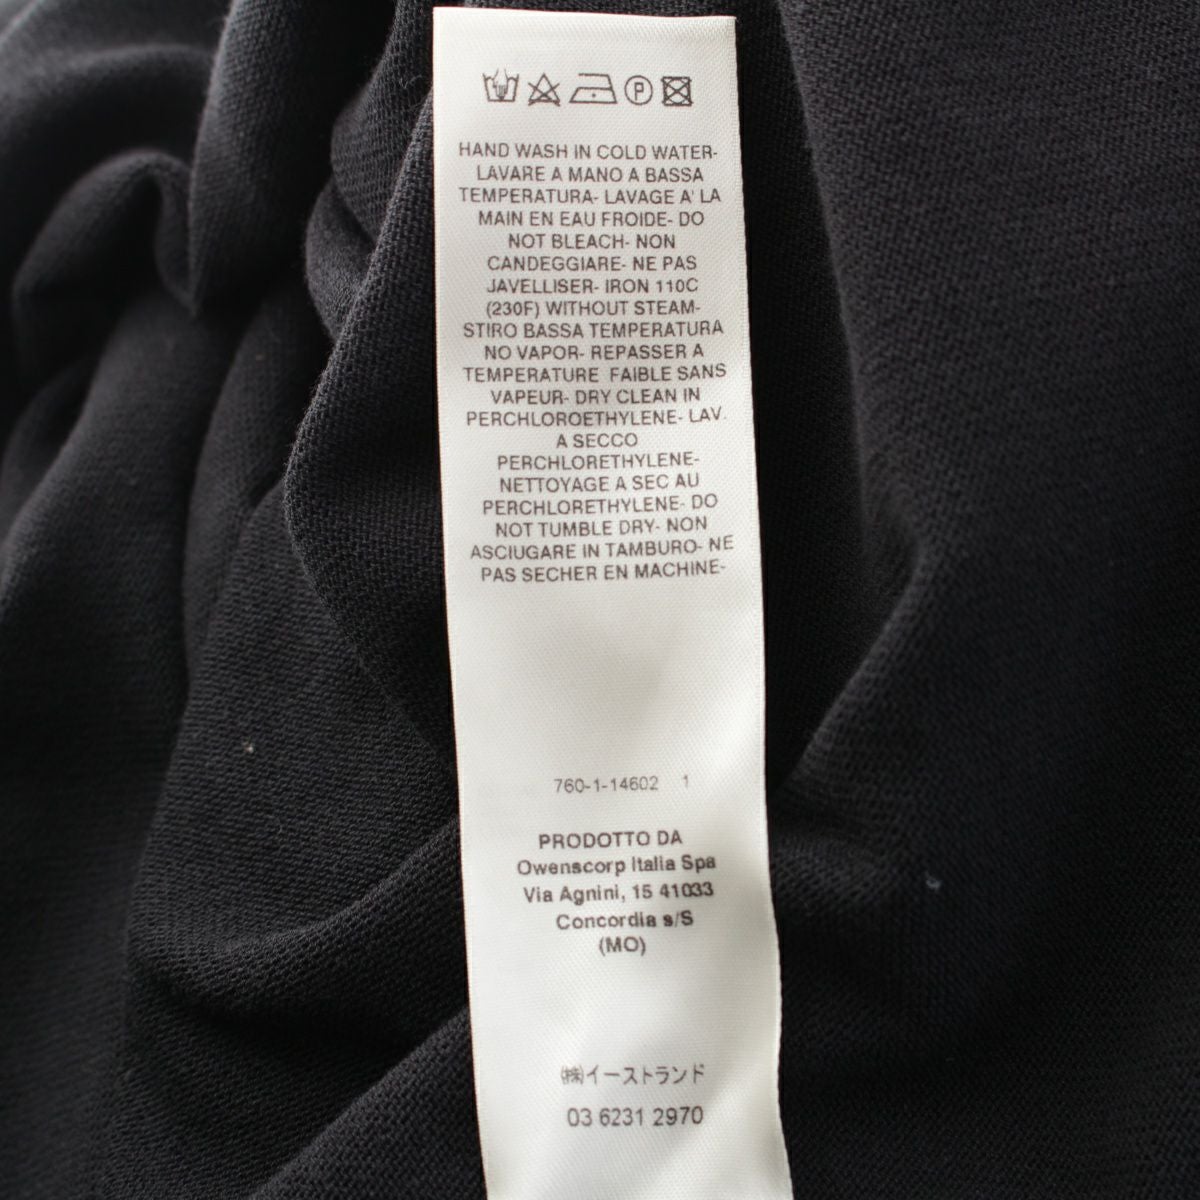 P
HAND WASH IN COLD WATER-
LAVARE A MANO A BASSA
TEMPERATURA- LAVAGE A' LA
MAIN EN EAU FROIDE- DO
NOT BLEACH- NON
CANDEGGIARE- NE PAS
JAVELLISER- IRON 110C
(230F) WITHOUT STEAM-
STIRO BASSA TEMPERATURA
NO VAPOR- REPASSER A
TEMPERATURE FAIBLE SANS
VAPEUR- DRY CLEAN IN
PERCHLOROETHYLENE- LAV.
A SECCO
PERCHLORETHYLENE-
NETTOYAGE A SEC AU
PERCHLORETHYLENE- DO
NOT TUMBLE DRY- NON
ASCIUGARE IN TAMBURO- NE
PAS SECHER EN MACHINE-
760-1-14602 1
PRODOTTO DA
Owenscorp Italia Spa
Via Agnini, 15 41033
Concordia s/S
(MO)
㈱イーストランド
03 6231 2970